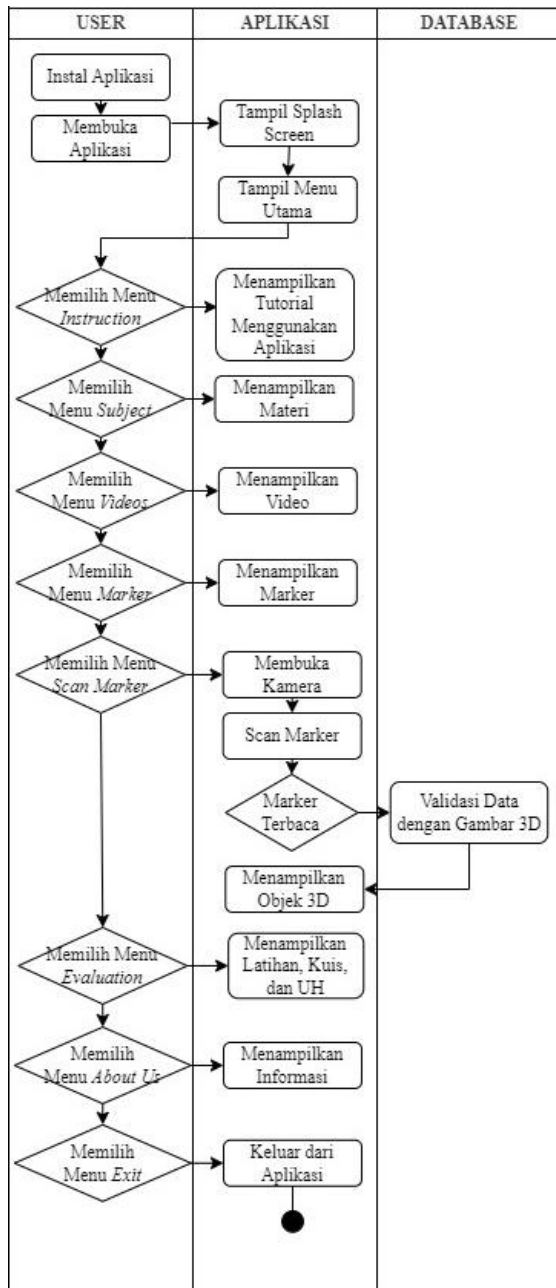 USER
APLIKASI
DATABASE
Instal Aplikasi
Membuka
Aplikasi
Tampil Splash
Screen
Tampil Menu
Utama
Memilih Menu
Instruction
Menampilkan
Tutorial
Menggunakan
Aplikasi
Memilih
Menu Subject
Menampilkan
Materi
Memilih
Menu Videos
Menampilkan
Video
Memilih
Menu Marker
Menampilkan
Marker
Memilih Menu
Scan Marker
Membuka
Kamera
Scan Marker
Marker
Terbaca
Validasi Data
dengan Gambar 3D
Menampilkan
Objek 3D
Memilih Menu
Evaluation
Menampilkan
Latihan, Kuis,
dan UH
Memilih
Menu About Us
Menampilkan
Informasi
Memilih
Menu Exit
Keluar dari
Aplikasi